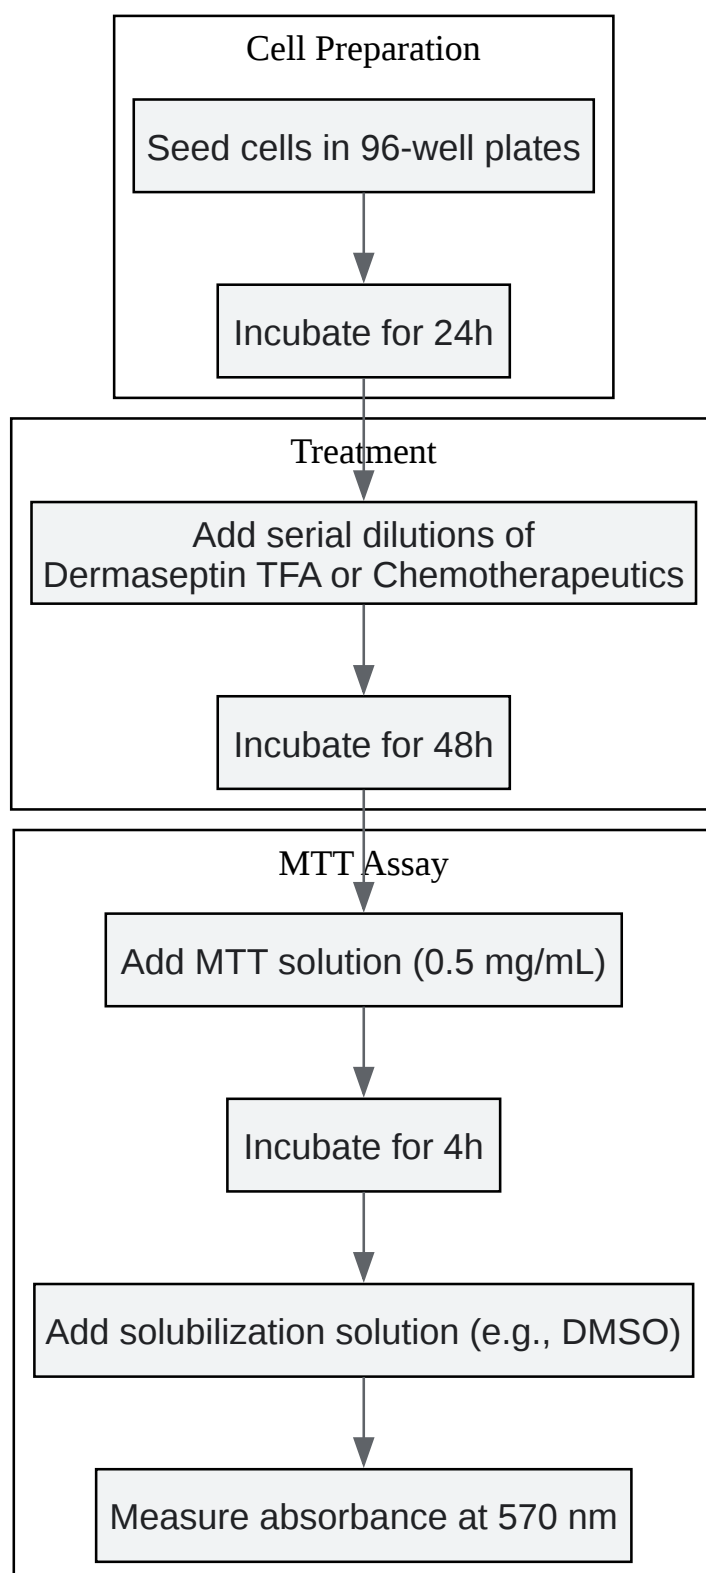 Cell Preparation
Seed cells in 96-well plates
Incubate for 24h
Treatment
Add serial dilutions of
Dermaseptin TFA or Chemotherapeutics
Incubate for 48h
MTT Assay
Add MTT solution (0.5 mg/mL)
Incubate for 4h
Add solubilization solution (e.g., DMSO)
Measure absorbance at 570 nm